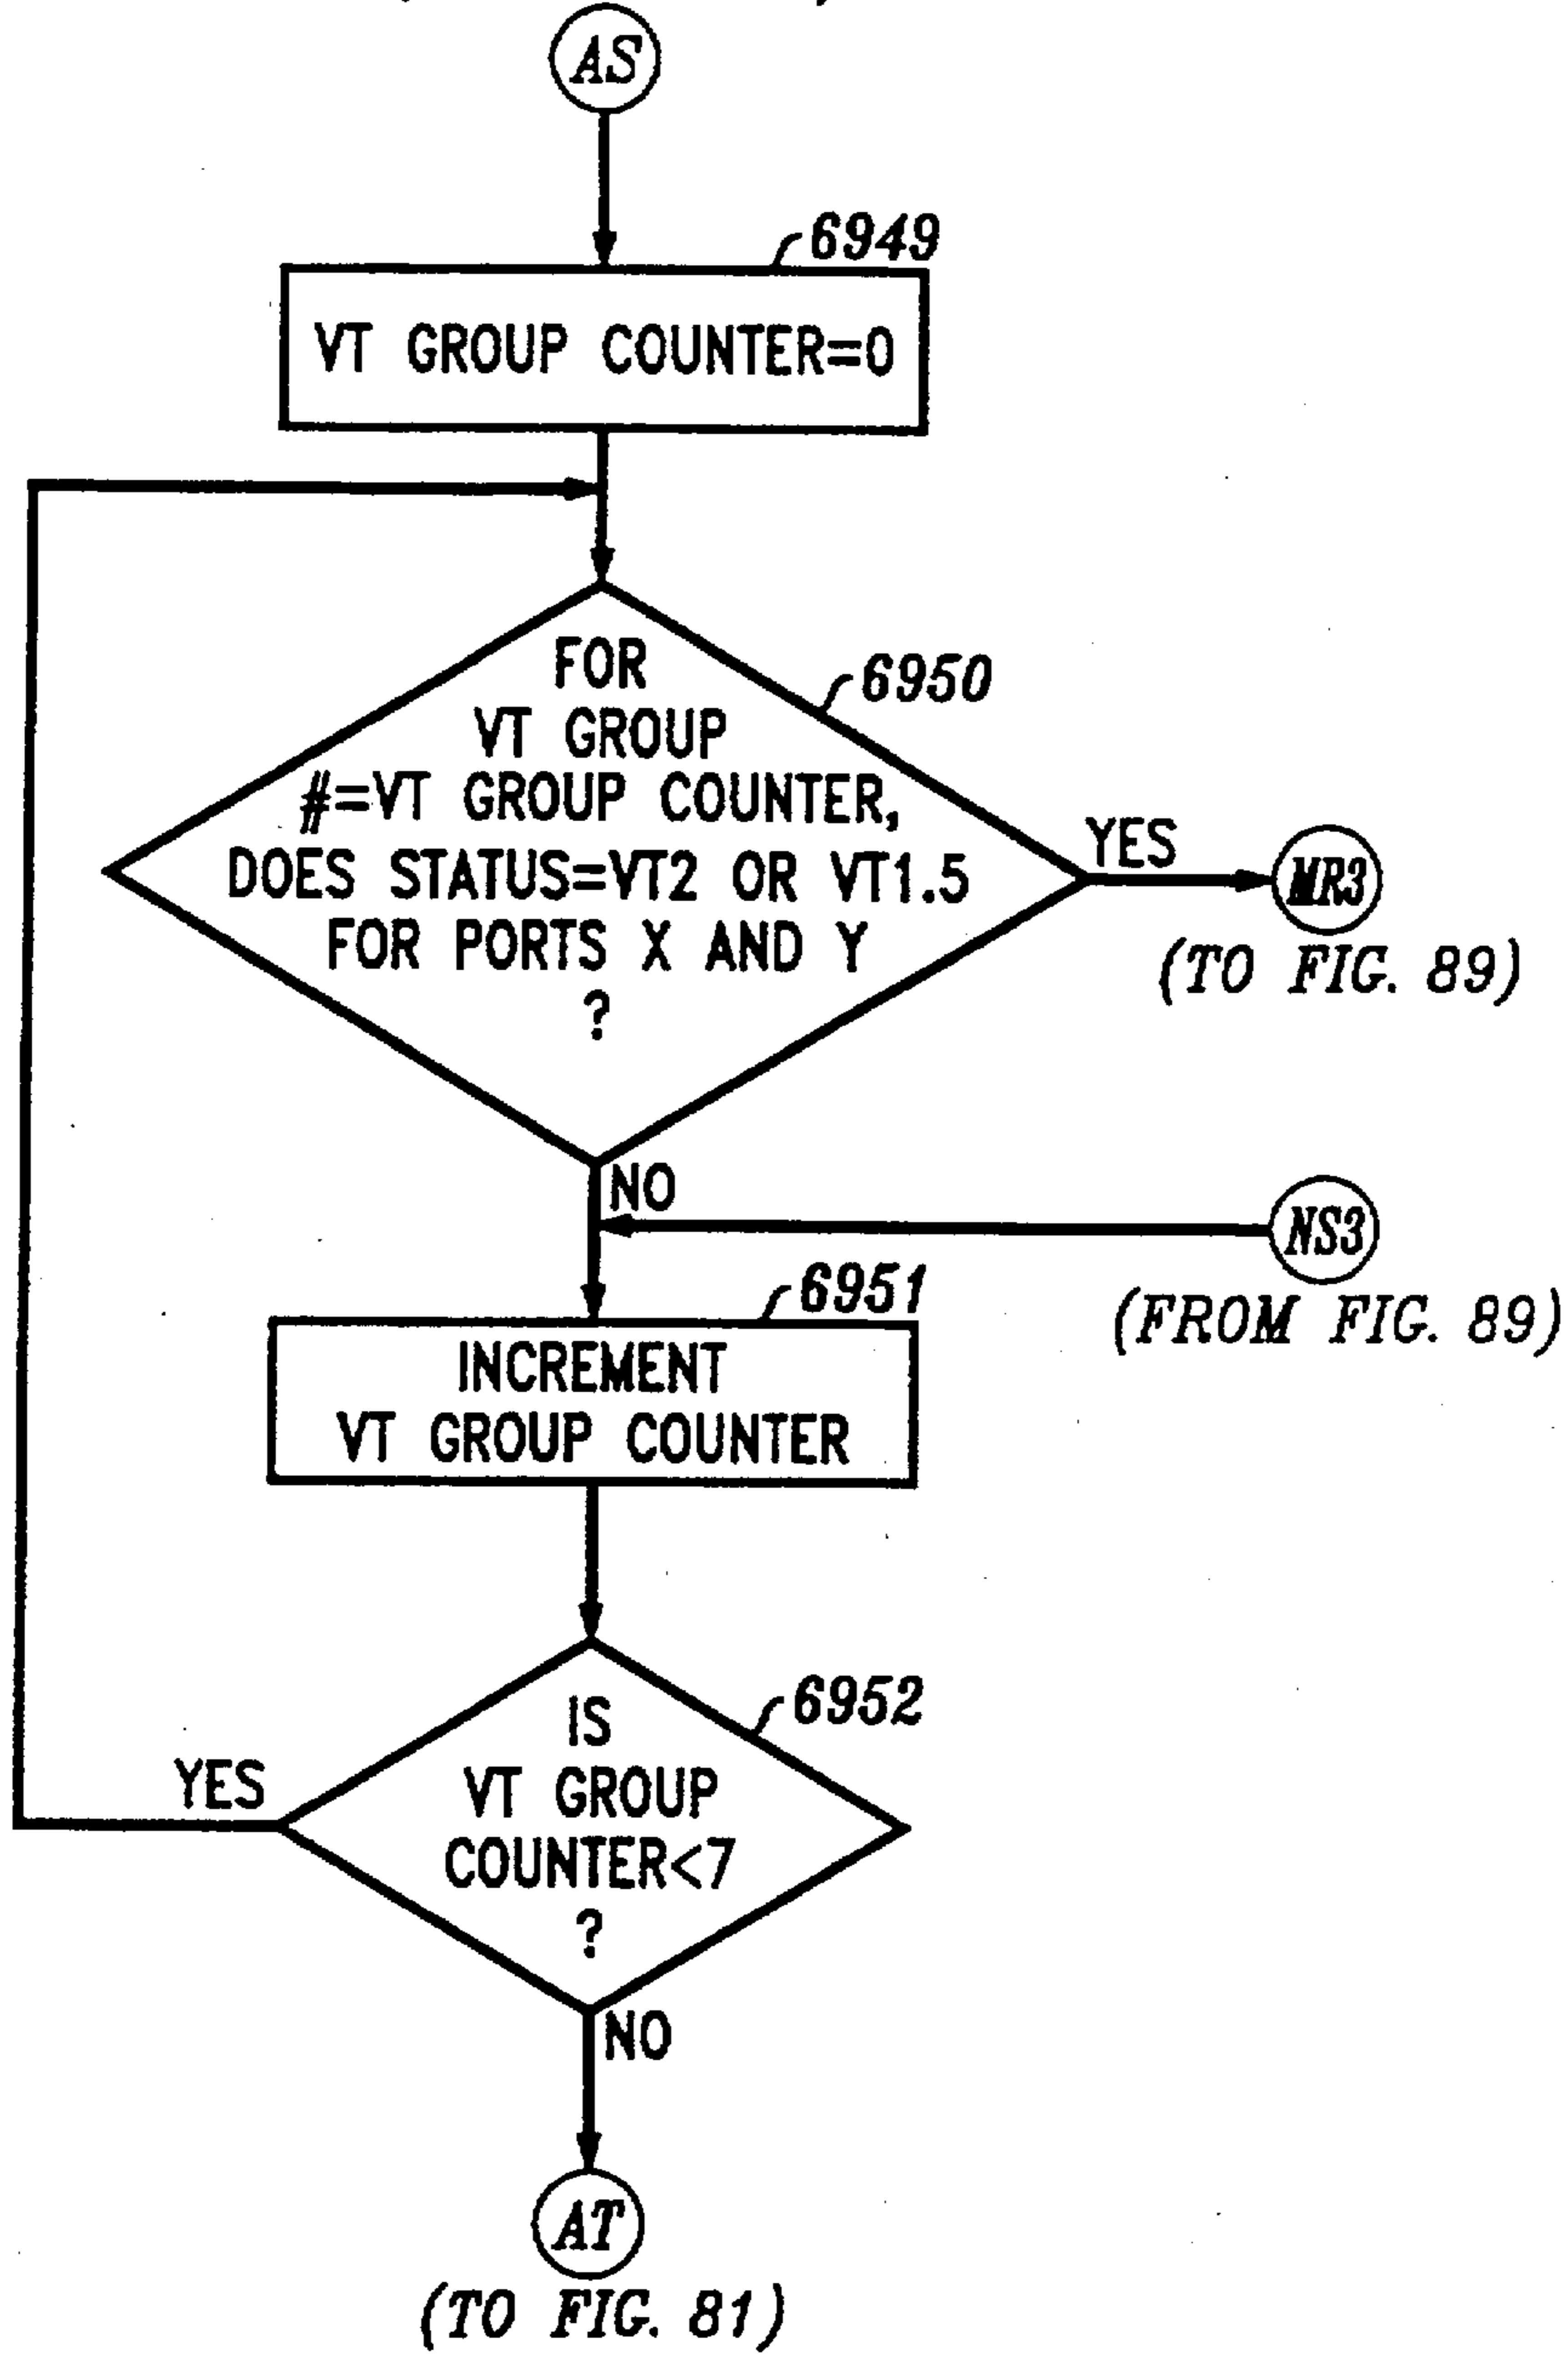 AS
6949
VT GROUP COUNTER=0
6950
FOR
VT GROUP
#=VT GROUP COUNTER,
DOES STATUS=VT2 OR VT1.5
FOR PORTS X AND Y
?
YES
MR3
(TO FIG. 89)
NO
NS3
(FROM FIG. 89)
6951
INCREMENT
VT GROUP COUNTER
6952
IS
VT GROUP
COUNTER<7
?
YES
NO
AT
(TO FIG. 81)